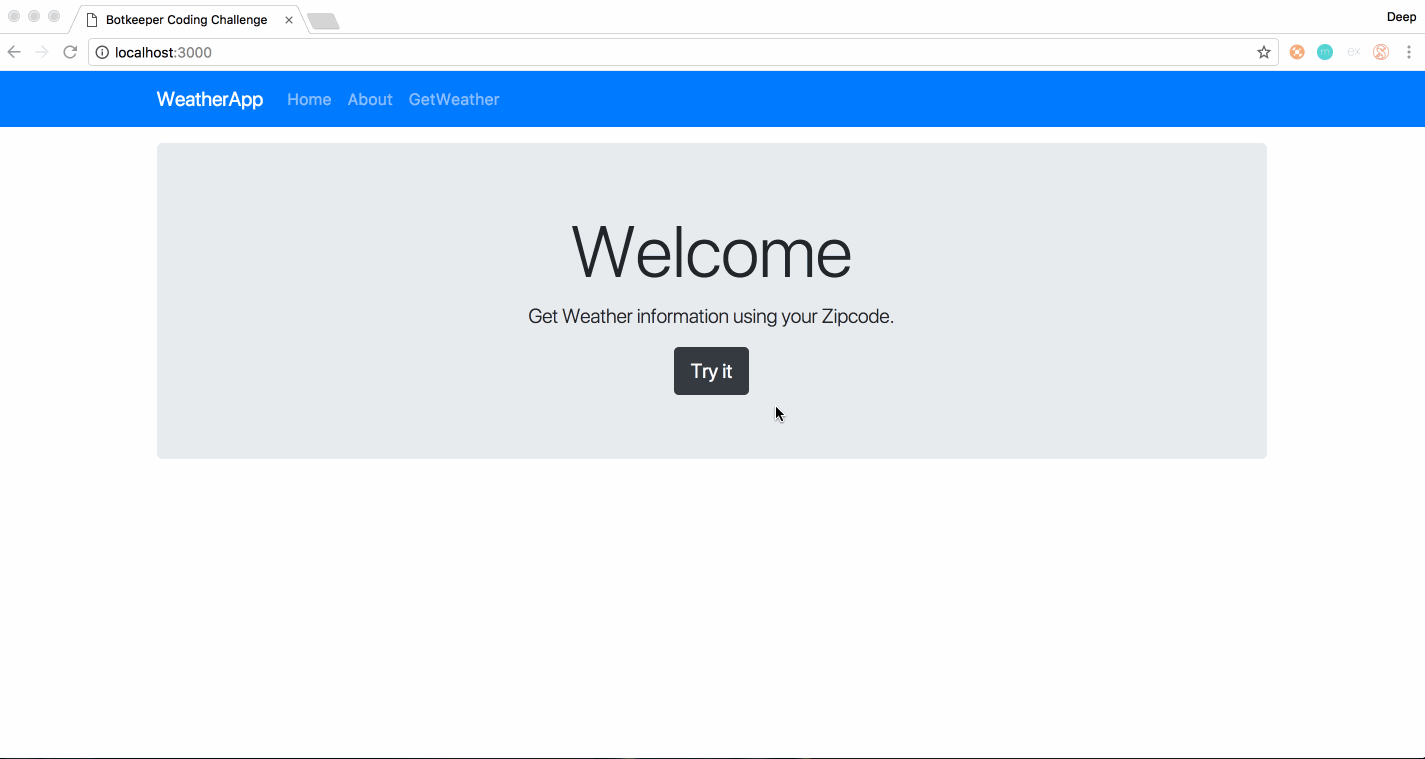 Botkeeper Coding Challenge
Deep
localhost:3000
m
ex
WeatherApp Home About GetWeather
Welcome
Get Weather information using your Zipcode.
Try it